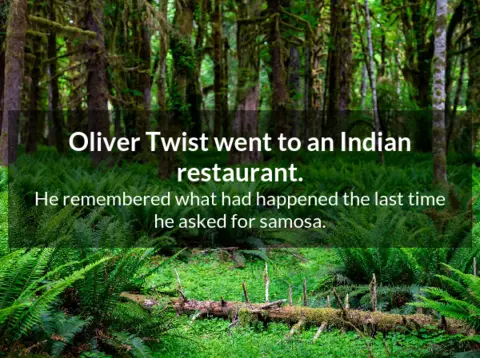 Oliver Twist went to an Indian
restaurant.
He remembered what had happened the last time
he asked for samosa.